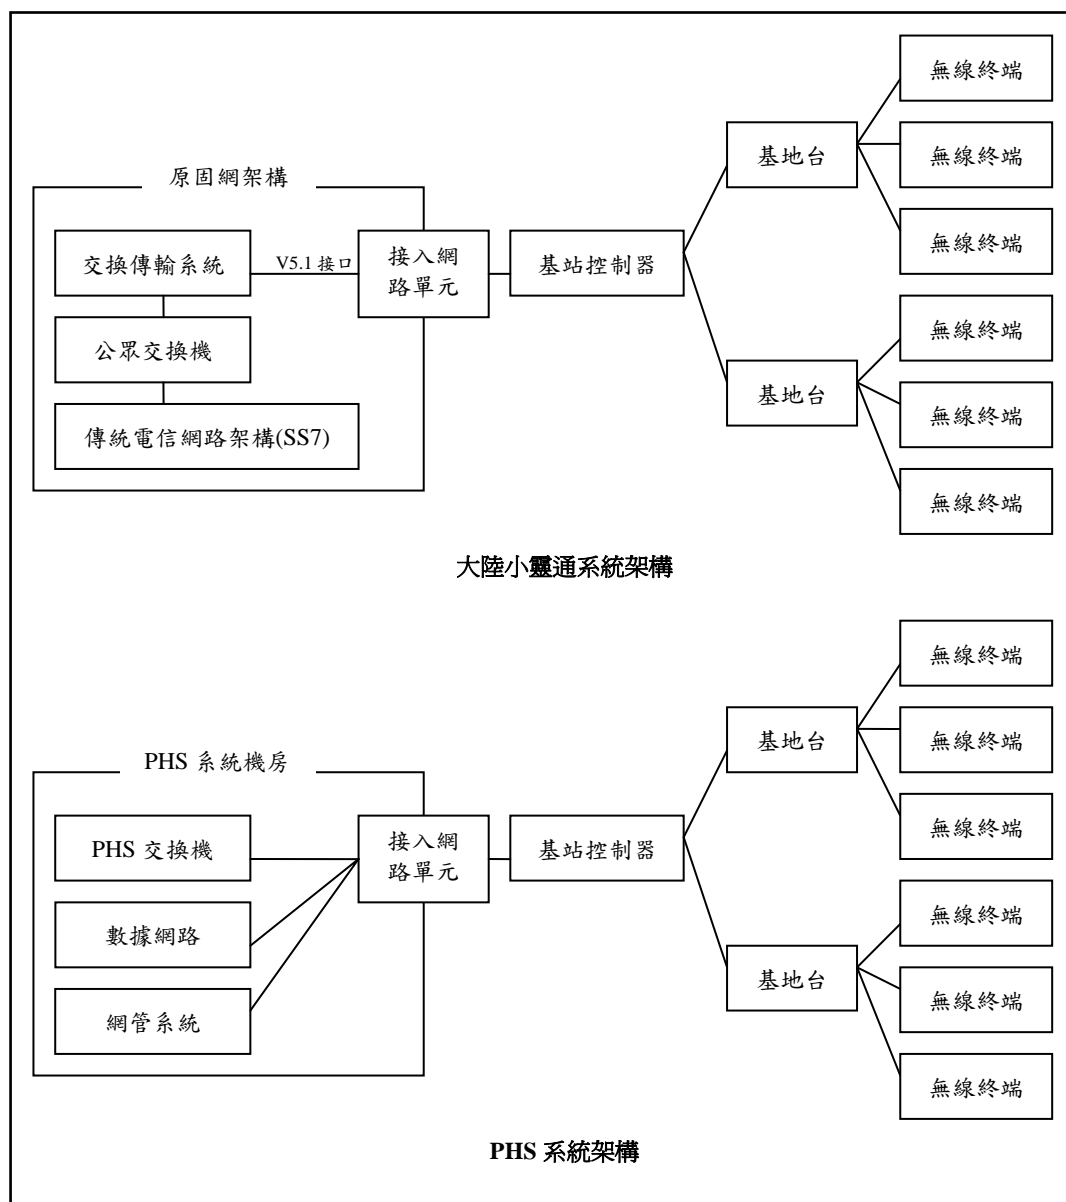 無線終端
基地台
無線終端
原固網架構
無線終端
交換傳輸系統
V5.1 接口
接入網
路單元
基站控制器
公眾交換機
無線終端
基地台
無線終端
傳統電信網路架構(SS7)
無線終端
大陸小靈通系統架構
無線終端
基地台
無線終端
PHS 系統機房
無線終端
PHS 交換機
接入網
路單元
基站控制器
數據網路
無線終端
基地台
無線終端
網管系統
無線終端
PHS 系統架構